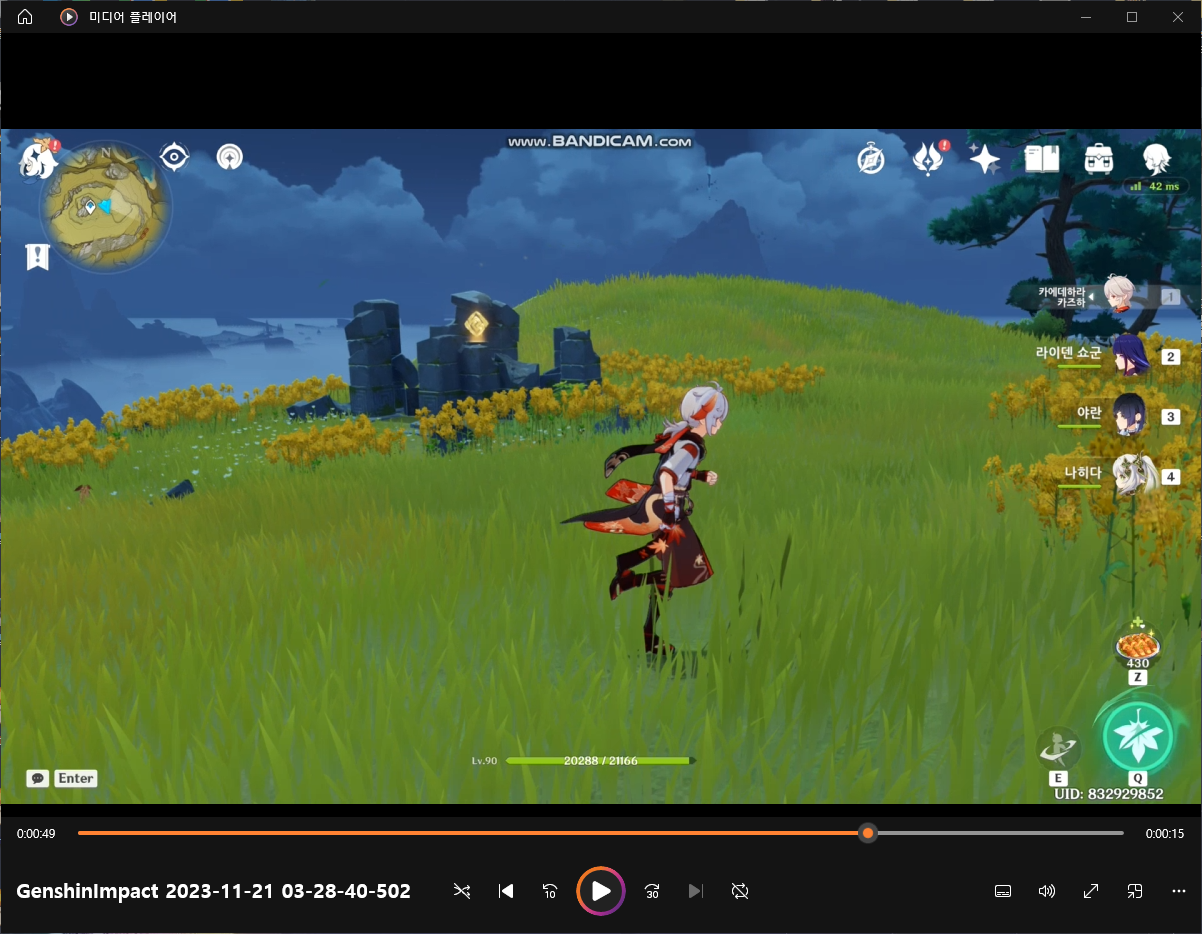 미디어 플레이어
www.BANDICAM.com
N
42 ms
카에데하라
카즈하
1
라이덴 쇼군
2
야란
3
나히다
4
430
Z
Lv.90
20288 / 21166
Enter
E
Q
UID: 832929852
0:00:49
0:00:15
GenshinImpact 2023-11-21 03-28-40-502
10
30